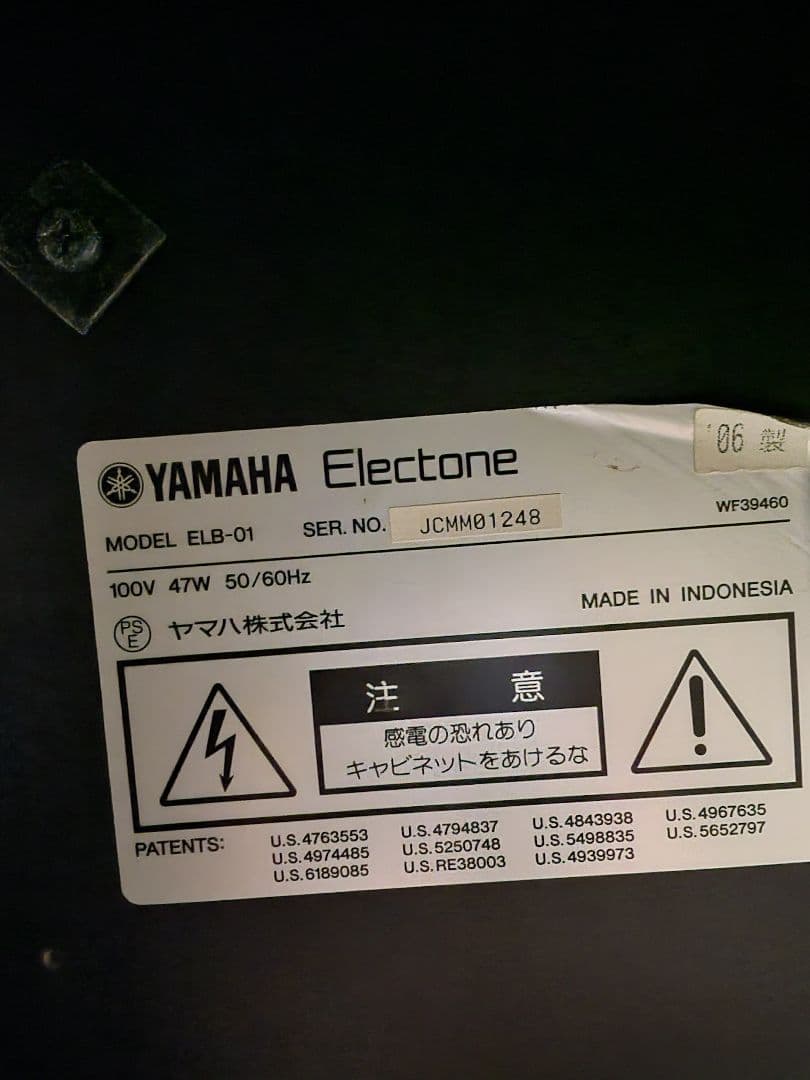 '06 製
YAMAHA Electone
MODEL ELB-01 SER. NO. JCMM01248 WF39460
100V 47W 50/60Hz
PSE ヤマハ株式会社 MADE IN INDONESIA
注 意
感電の恐れあり
キャビネットをあけるな
PATENTS: U.S.4763553 U.S.4794837 U.S.4843938 U.S.4967635
U.S.4974485 U.S.5250748 U.S.5498835 U.S.5652797
U.S.6189085 U.S.RE38003 U.S.4939973